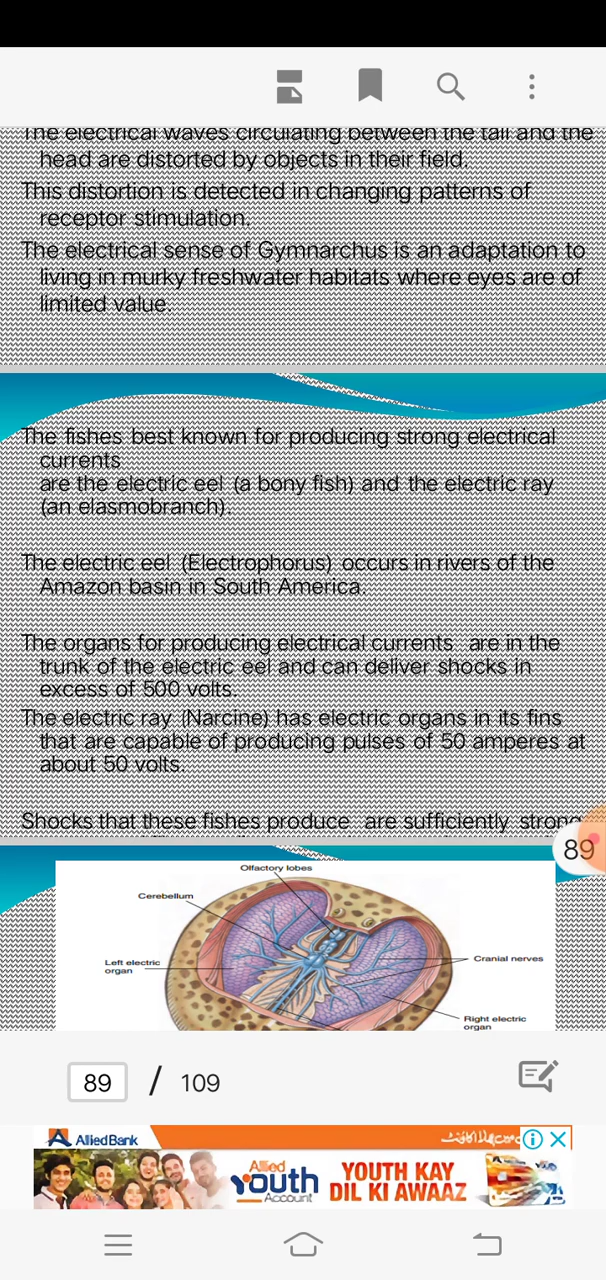 The electrical waves circulating between the tail and the
head are distorted by objects in their field.
This distortion is detected in changing patterns of
receptor stimulation.
The electrical sense of Gymnarchus is an adaptation to
living in murky freshwater habitats where eyes are of
limited value.
The fishes best known for producing strong electrical
currents
are the electric eel (a bony fish) and the electric ray
(an elasmobranch).
The electric eel (Electrophorus) occurs in rivers of the
Amazon basin in South America.
The organs for producing electrical currents are in the
trunk of the electric eel and can deliver shocks in
excess of 500 volts.
The electric ray (Narcine) has electric organs in its fins
that are capable of producing pulses of 50 amperes at
about 50 volts.
Shocks that these fishes produce are sufficiently strong
89
Olfactory lobes
Cerebellum
Left electric
organ
Cranial nerves
Right electric
organ
89 / 109
Allied Bank
Allied
Youth
Account
YOUTH KAY
DIL KI AWAAZ